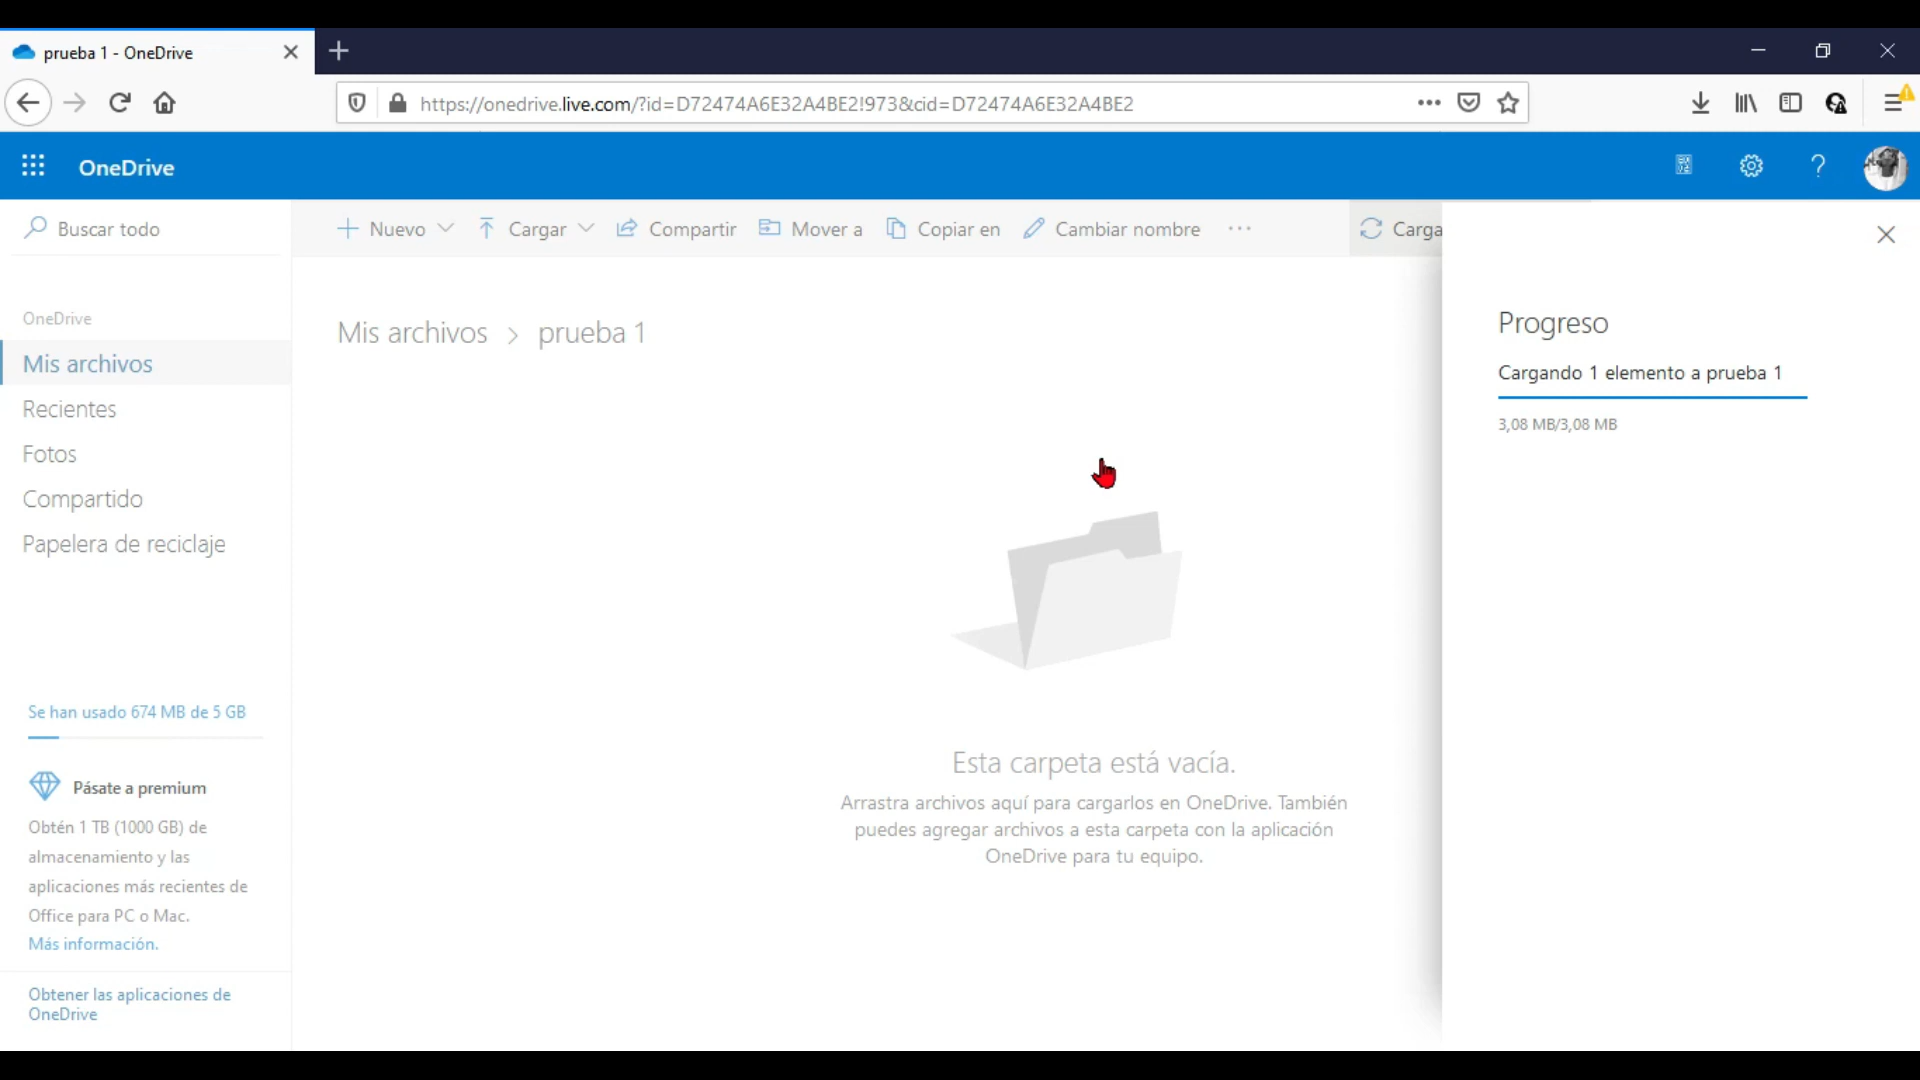 prueba 1 - OneDrive
https://onedrive.live.com/?id=D72474A6E32A4BE2!973&cid=D72474A6E32A4BE2
OneDrive
Buscar todo
Nuevo
Cargar
Compartir
Mover a
Copiar en
Cambiar nombre
Carga
OneDrive
Mis archivos
Recientes
Fotos
Compartido
Papelera de reciclaje
Se han usado 674 MB de 5 GB
Pásate a premium
Obtén 1 TB (1000 GB) de
almacenamiento y las
aplicaciones más recientes de
Office para PC o Mac.
Más información.
Obtener las aplicaciones de
OneDrive
Mis archivos > prueba 1
Esta carpeta está vacía.
Arrastra archivos aquí para cargarlos en OneDrive. También
puedes agregar archivos a esta carpeta con la aplicación
OneDrive para tu equipo.
Progreso
Cargando 1 elemento a prueba 1
3,08 MB/3,08 MB